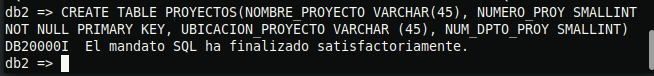 db2 => CREATE TABLE PROYECTOS(NOMBRE_PROYECTO VARCHAR(45), NUMERO_PROY SMALLINT
NOT NULL PRIMARY KEY, UBICACION_PROYECTO VARCHAR (45), NUM_DPTO_PROY SMALLINT)
DB20000I  El mandato SQL ha finalizado satisfactoriamente.
db2 =>